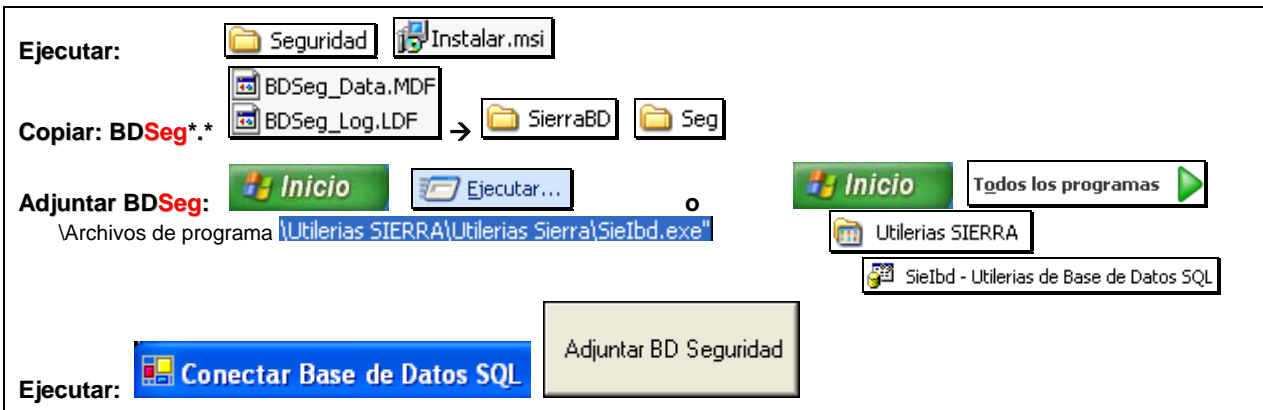 Ejecutar: Seguridad Instalar.msi
BDSeg_Data.MDF
BDSeg_Log.LDF
Copiar: BDSeg*.* → SierraBD Seg
Adjuntar BDSeg: Inicio Ejecutar... o Inicio Todos los programas
\Archivos de programa \Utilerias SIERRA\Utilerias Sierra\SieIbd.exe" Utilerias SIERRA
SieIbd - Utilerias de Base de Datos SQL
Ejecutar: Conectar Base de Datos SQL Adjuntar BD Seguridad